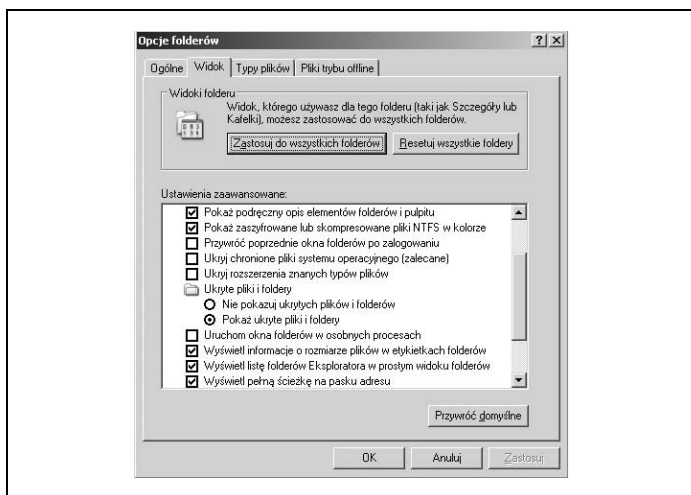 Opcje folderów
Ogólne Widok Typy plików Pliki trybu offline
Widoki folderu
Widok, którego używasz dla tego folderu (taki jak Szczegóły lub
Kafelki), możesz zastosować do wszystkich folderów.
Zastosuj do wszystkich folderów Resetuj wszystkie foldery
Ustawienia zaawansowane:
Pokaż podręczny opis elementów folderów i pulpitu
Pokaż zaszyfrowane lub skompresowane pliki NTFS w kolorze
Przywróć poprzednie okna folderów po zalogowaniu
Ukryj chronione pliki systemu operacyjnego (zalecane)
Ukryj rozszerzenia znanych typów plików
Ukryte pliki i foldery
Nie pokazuj ukrytych plików i folderów
Pokaż ukryte pliki i foldery
Uruchom okna folderów w osobnych procesach
Wyświetl informacje o rozmiarze plików w etykietkach folderów
Wyświetl listę folderów Eksploratora w prostym widoku folderów
Wyświetl pełną ścieżkę na pasku adresu
Przywróć domyślne
OK Anuluj Zastosuj